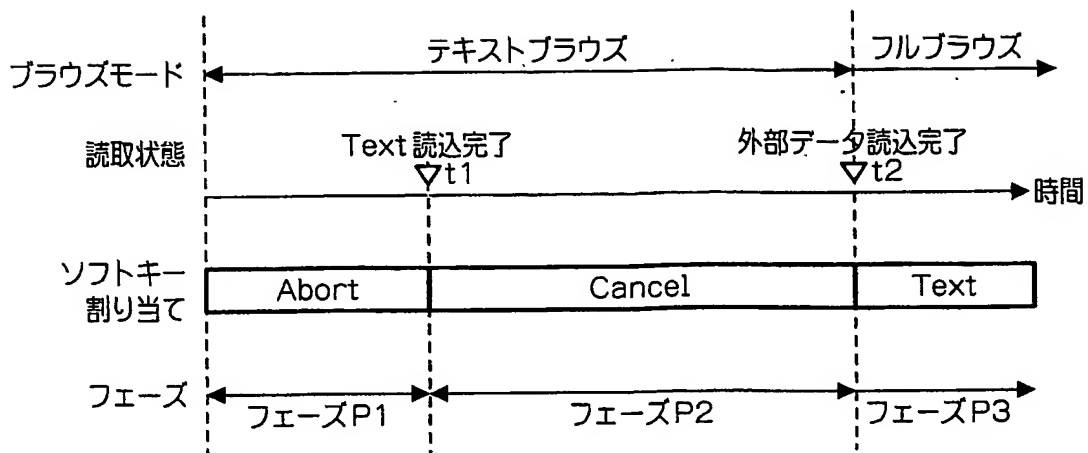 テキストブラウズ
フルブラウズ
ブラウズモード
Text 読込完了
外部データ読込完了
読取状態
t1
t2
時間
ソフトキー
割り当て
Abort
Cancel
Text
フェーズ
フェーズP1
フェーズP2
フェーズP3